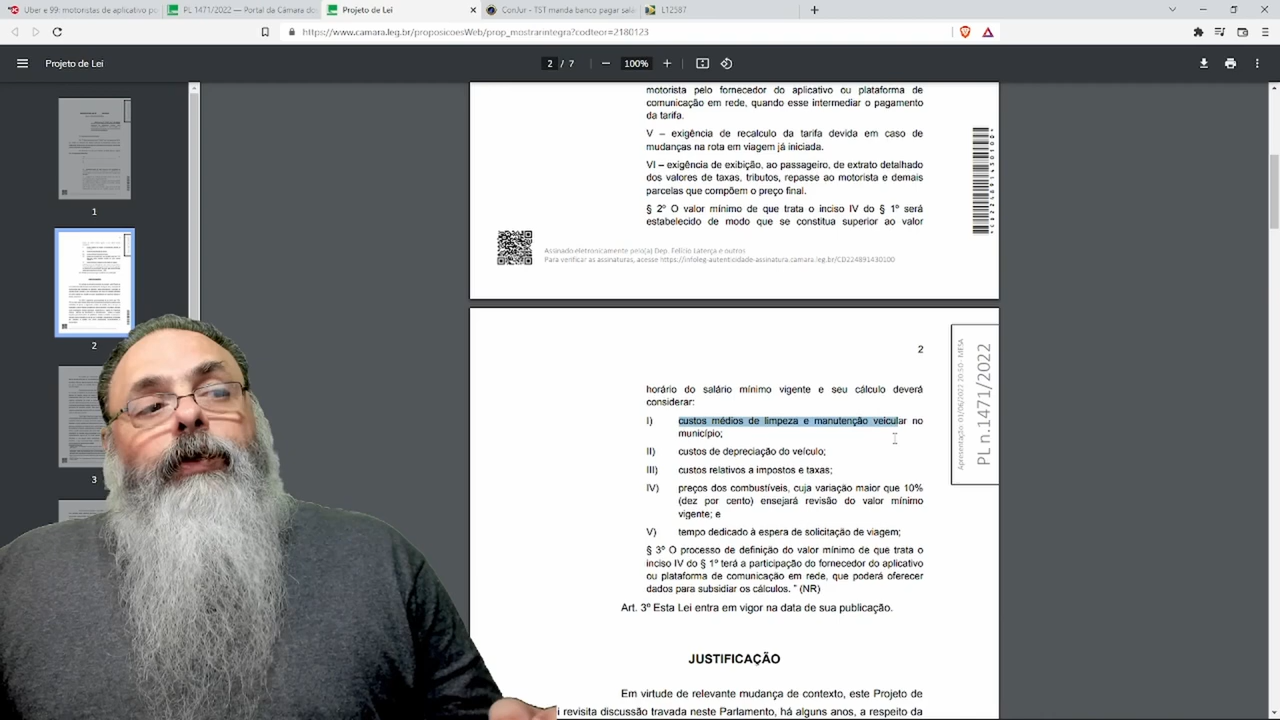 Uber e 99: motoristas de aplicativo po
PL 1471/2022 — Portal da Câmara do
Projeto de Lei
ConJur - TST manda banco pagar salá
L12587
https://www.camara.leg.br/proposicoesWeb/prop_mostrarintegra?codteor=2180123
Projeto de Lei
2 / 7
100%
1
2
3
motorista pelo fornecedor do aplicativo ou plataforma de
comunicação em rede, quando esse intermediar o pagamento
da tarifa.
V – exigência de recalculo da tarifa devida em caso de
mudanças na rota em viagem já iniciada.
VI – exigência de exibição, ao passageiro, de extrato detalhado
dos valores de taxas, tributos, repasse ao motorista e demais
parcelas que compõem o preço final.
§ 2º O valor mínimo de que trata o inciso IV do § 1º será
estabelecido de modo que se constitua superior ao valor
Assinado eletronicamente pelo(a) Dep. Felício Laterça e outros
Para verificar as assinaturas, acesse https://infoleg-autenticidade-assinatura.camara.leg.br/CD224891430100
2
Apresentação: 01/06/2022 20:50 - MESA
PL n.1471/2022
horário do salário mínimo vigente e seu cálculo deverá
considerar:
I) custos médios de limpeza e manutenção veicular no
município;
II) custos de depreciação do veículo;
III) custos relativos a impostos e taxas;
IV) preços dos combustíveis, cuja variação maior que 10%
(dez por cento) ensejará revisão do valor mínimo
vigente; e
V) tempo dedicado à espera de solicitação de viagem;
§ 3º O processo de definição do valor mínimo de que trata o
inciso IV do § 1º terá a participação do fornecedor do aplicativo
ou plataforma de comunicação em rede, que poderá oferecer
dados para subsidiar os cálculos. " (NR)
Art. 3º Esta Lei entra em vigor na data de sua publicação.
JUSTIFICAÇÃO
Em virtude de relevante mudança de contexto, este Projeto de
i revisita discussão travada neste Parlamento, há alguns anos, a respeito da